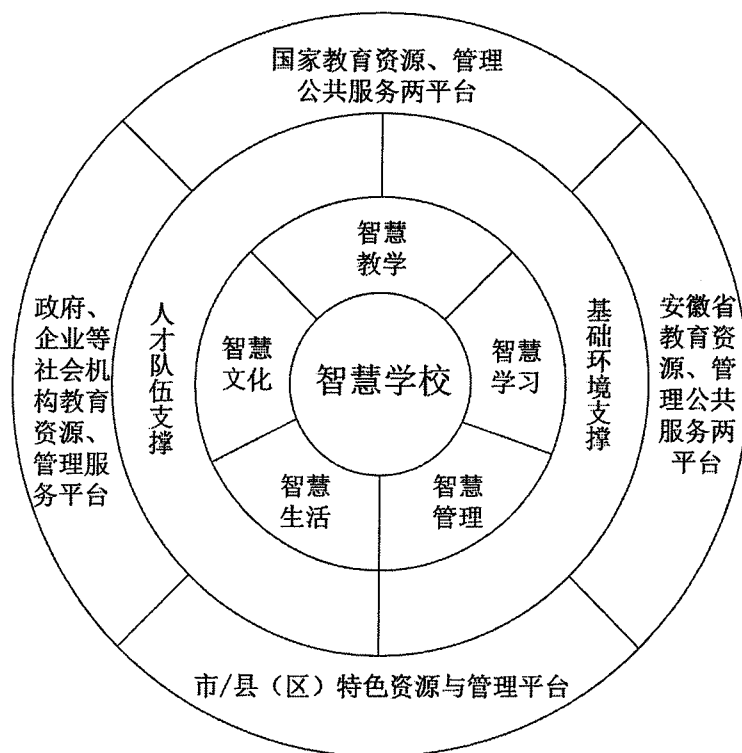 国家教育资源、管理
公共服务两平台
智慧
教学
政府、
企业等
社会机
构教育
资源、
管理服
务平台
人才队伍支撑
智慧
文化
智慧学校
智慧
学习
基础环境支撑
安徽省
教育资
源、管
理公共
服务两
平台
智慧
生活
智慧
管理
市/县（区）特色资源与管理平台